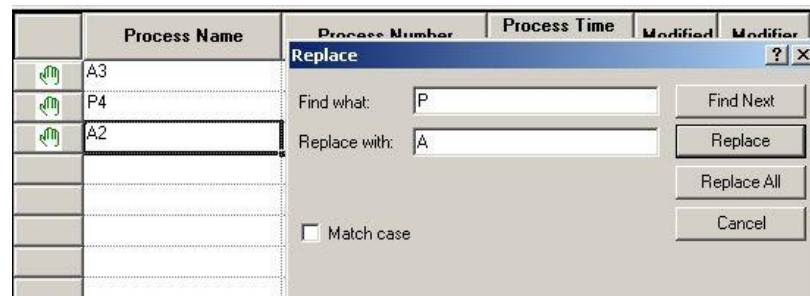 Process Name
Process Number
Process Time
Modified
Modifier
Replace
? X
A3
P4
A2
Find what:
P
Find Next
Replace with:
A
Replace
Replace All
Match case
Cancel